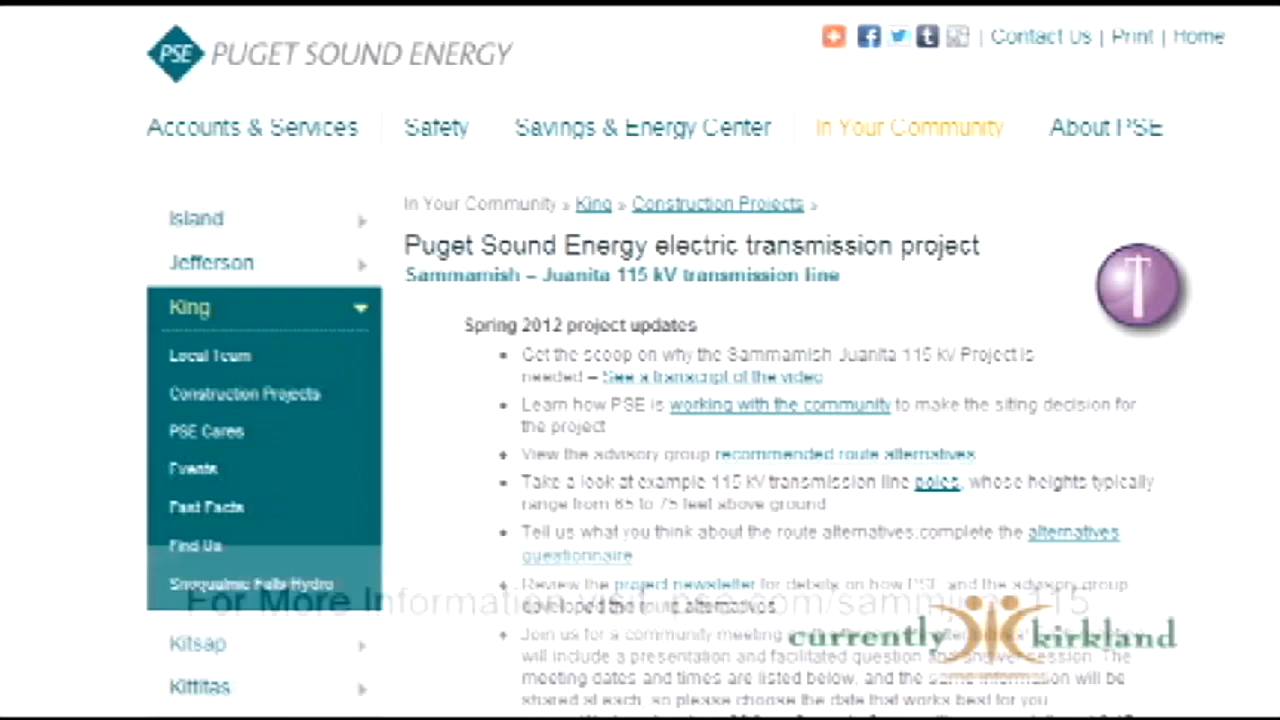 PSE PUGET SOUND ENERGY
| Contact Us | Print | Home
Accounts & Services Safety Savings & Energy Center In Your Community About PSE
Island
Jefferson
King
Local Team
Construction Projects
PSE Cares
Events
Fast Facts
Find Us
Snoqualmie Falls Hydro
Kitsap
Kittitas
In Your Community » King » Construction Projects »
Puget Sound Energy electric transmission project
Sammamish – Juanita 115 kV transmission line
Spring 2012 project updates
• Get the scoop on why the Sammamish Juanita 115 kV Project is
needed – See a transcript of the video
• Learn how PSE is working with the community to make the siting decision for
the project
• View the advisory group recommended route alternatives
• Take a look at example 115 kV transmission line poles, whose heights typically
range from 65 to 75 feet above ground
• Tell us what you think about the route alternatives complete the alternatives
questionnaire
• Review the project newsletter for details on how PSE and the advisory group
developed the route alternatives
• Join us for a community meeting
will include a presentation and facilitated question and answer session. The
meeting dates and times are listed below, and the same information will be
shared at each, so please choose the date that works best for you
For More Information visit pse.com/
115
currently kirkland